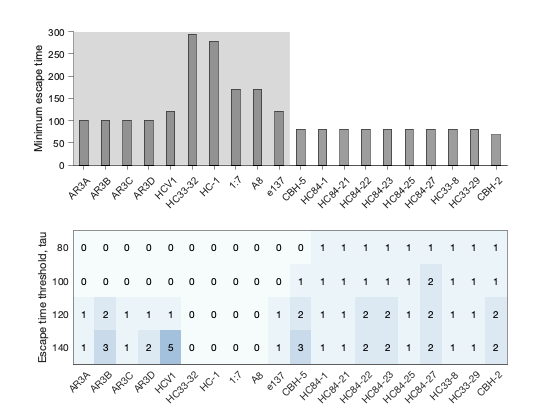 Minimum escape time
300
250
200
150
100
50
0
AR3A AR3B AR3C AR3D HCV1 HC33-32 HC-1 1:7 A8 e137 CBH-5 HC84-1 HC84-21 HC84-22 HC84-23 HC84-25 HC84-27 HC33-8 HC33-29 CBH-2
Escape time threshold, tau
80 0 0 0 0 0 0 0 0 0 0 0 1 1 1 1 1 1 1 1 1
100 0 0 0 0 0 0 0 0 0 0 1 1 1 1 1 1 2 1 1 1
120 1 2 1 1 1 0 0 0 0 1 2 1 1 2 2 1 2 1 1 2
140 1 3 1 2 5 0 0 0 0 1 3 1 1 2 2 1 2 1 1 2
AR3A AR3B AR3C AR3D HCV1 HC33-32 HC-1 1:7 A8 e137 CBH-5 HC84-1 HC84-21 HC84-22 HC84-23 HC84-25 HC84-27 HC33-8 HC33-29 CBH-2